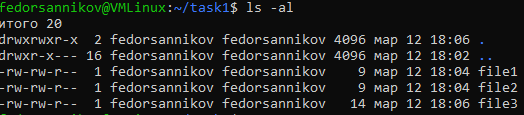 fedorsannikov@VMLinux:~/task1$ ls -al
итого 20
drwxrwxr-x  2 fedorsannikov fedorsannikov 4096 мар 12 18:06 .
drwxr-x--- 16 fedorsannikov fedorsannikov 4096 мар 12 18:02 ..
-rw-rw-r--  1 fedorsannikov fedorsannikov    9 мар 12 18:04 file1
-rw-rw-r--  1 fedorsannikov fedorsannikov    9 мар 12 18:04 file2
-rw-rw-r--  1 fedorsannikov fedorsannikov   14 мар 12 18:06 file3